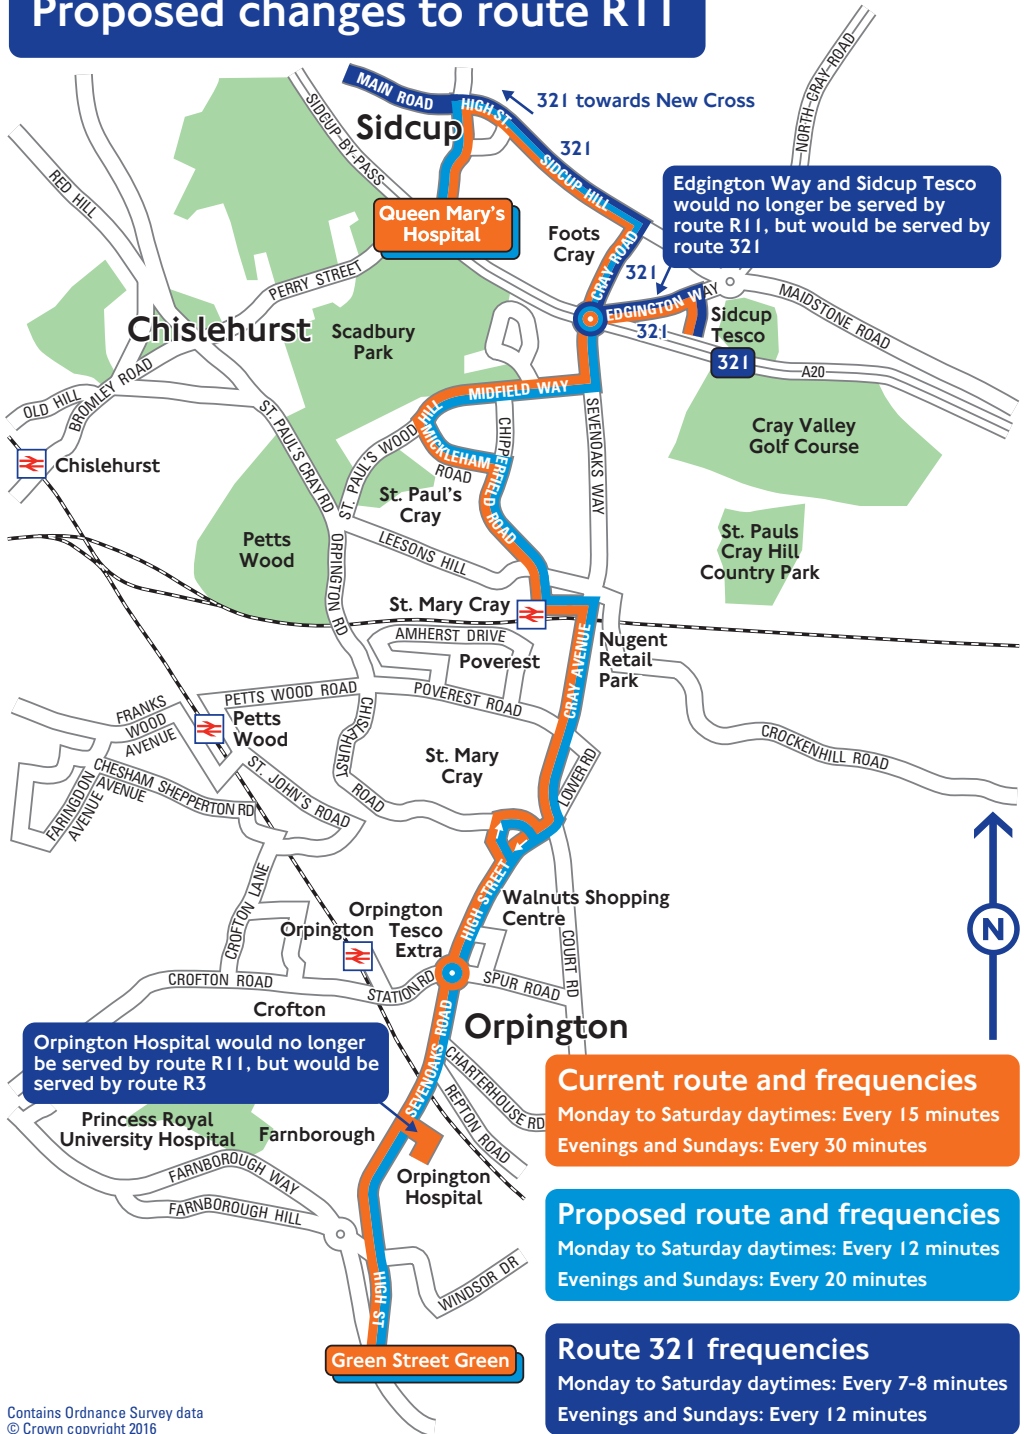 Proposed changes to route R11
MAIN ROAD
HIGH ST.
321 towards New Cross
Sidcup
321
SIDCUP HILL
SIDCUP-BY-PASS
NORTH-CRAY-ROAD
RED HILL
Edgington Way and Sidcup Tesco
would no longer be served by
route R11, but would be served by
route 321
Queen Mary's
Hospital
Foots
Cray
CRAY ROAD
321
PERRY STREET
EDGINGTON WAY
321
MAIDSTONE ROAD
Chislehurst
Scadbury
Park
Sidcup
Tesco
321
A20
OLD HILL
BROMLEY ROAD
MIDFIELD WAY
ST. PAUL'S CRAY RD
ST. PAUL'S WOOD HILL
MICKLEHAM
ROAD
CHIPPERFIELD ROAD
SEVENOAKS WAY
Cray Valley
Golf Course
Chislehurst
St. Paul's
Cray
Petts
Wood
ORPINGTON RD
LEESONS HILL
St. Pauls
Cray Hill
Country Park
St. Mary Cray
AMHERST DRIVE
Poverest
CRAY AVENUE
Nugent
Retail
Park
PETTS WOOD ROAD
POVEREST ROAD
FRANKS
WOOD
AVENUE
Petts
Wood
CHISLEHURST
ROAD
St. Mary
Cray
LOWER RD
CROCKENHILL ROAD
CHESHAM
AVENUE
SHEPPERTON RD
FARINGDON
AVENUE
ST. JOHN'S ROAD
CROFTON LANE
HIGH STREET
Walnuts Shopping
Centre
Orpington
Orpington
Tesco
Extra
COURT RD
N
CROFTON ROAD
STATION RD
SPUR ROAD
Crofton
Orpington
Orpington Hospital would no longer
be served by route R11, but would be
served by route R3
SEVENOAKS ROAD
CHARTERHOUSE RD
REPTON ROAD
Princess Royal
University Hospital
Farnborough
Orpington
Hospital
FARNBOROUGH WAY
FARNBOROUGH HILL
HIGH ST
WINDSOR DR
Green Street Green
Current route and frequencies
Monday to Saturday daytimes: Every 15 minutes
Evenings and Sundays: Every 30 minutes
Proposed route and frequencies
Monday to Saturday daytimes: Every 12 minutes
Evenings and Sundays: Every 20 minutes
Route 321 frequencies
Monday to Saturday daytimes: Every 7-8 minutes
Evenings and Sundays: Every 12 minutes
Contains Ordnance Survey data
© Crown copyright 2016